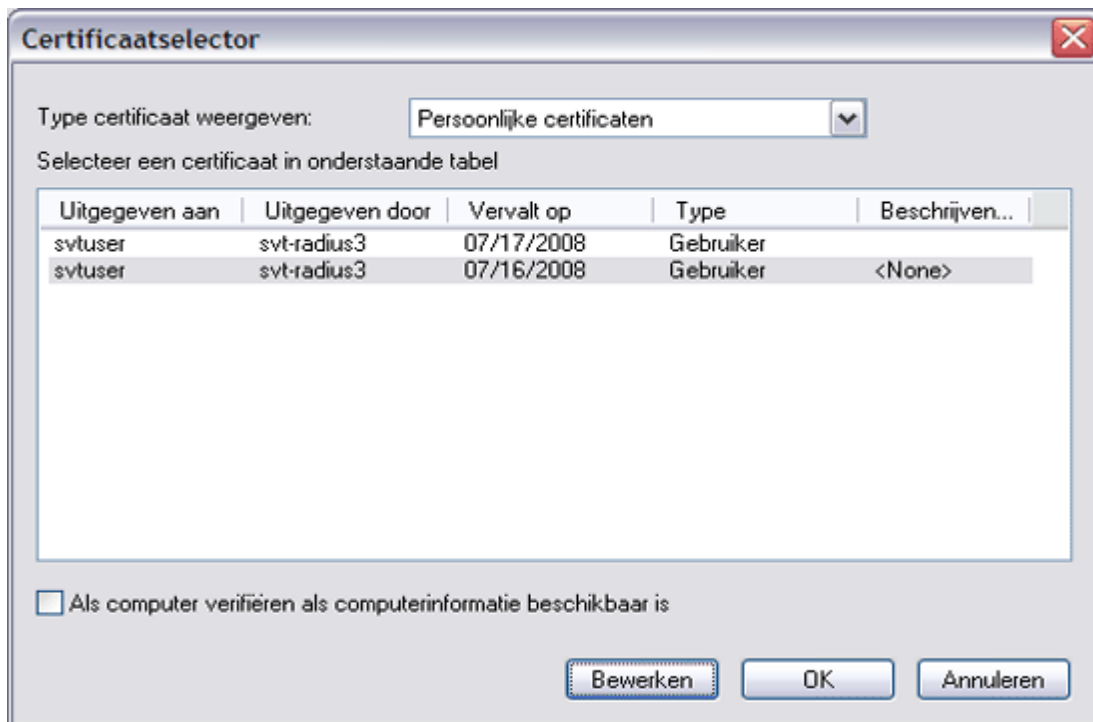 Certificaatselector
Type certificaat weergeven: Persoonlijke certificaten
Selecteer een certificaat in onderstaande tabel
Uitgegeven aan Uitgegeven door Vervalt op Type Beschrijven...
svtuser svt-radius3 07/17/2008 Gebruiker
svtuser svt-radius3 07/16/2008 Gebruiker <None>
Als computer verifiëren als computerinformatie beschikbaar is
Bewerken OK Annuleren